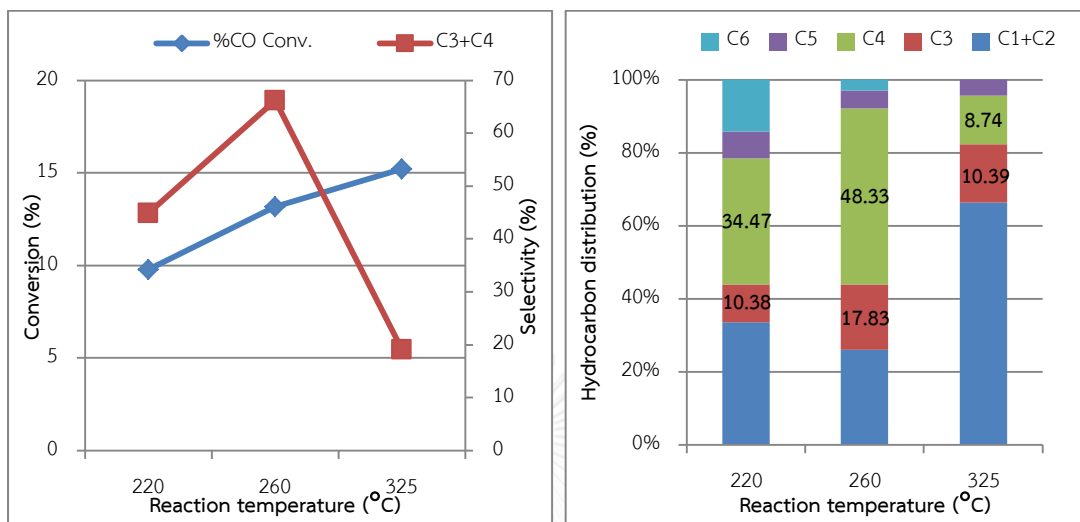 %CO Conv. C3+C4
20
15
10
5
0
Conversion (%)
70
60
50
40
30
20
10
0
Selectivity (%)
220 260 325
Reaction temperature (°C)
C6 C5 C4 C3 C1+C2
100%
80%
60%
40%
20%
0%
Hydrocarbon distribution (%)
34.47
10.38
48.33
17.83
8.74
10.39
220 260 325
Reaction temperature (°C)